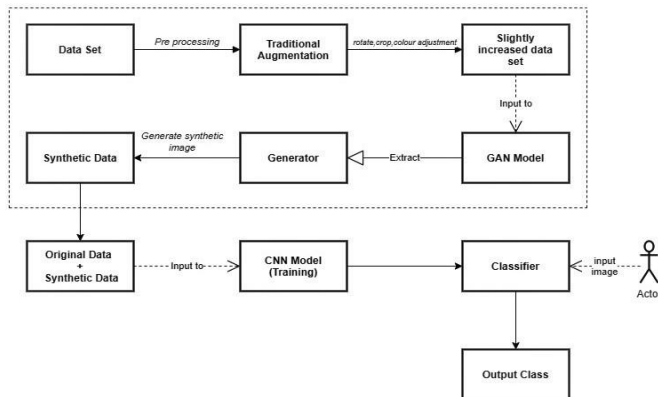 Data Set
Pre processing
Traditional
Augmentation
rotate,crop,colour adjustment
Slightly
increased data
set
Input to
Synthetic Data
Generate synthetic
image
Generator
Extract
GAN Model
Original Data
+
Synthetic Data
Input to
CNN Model
(Training)
Classifier
input
image
Acto
Output Class